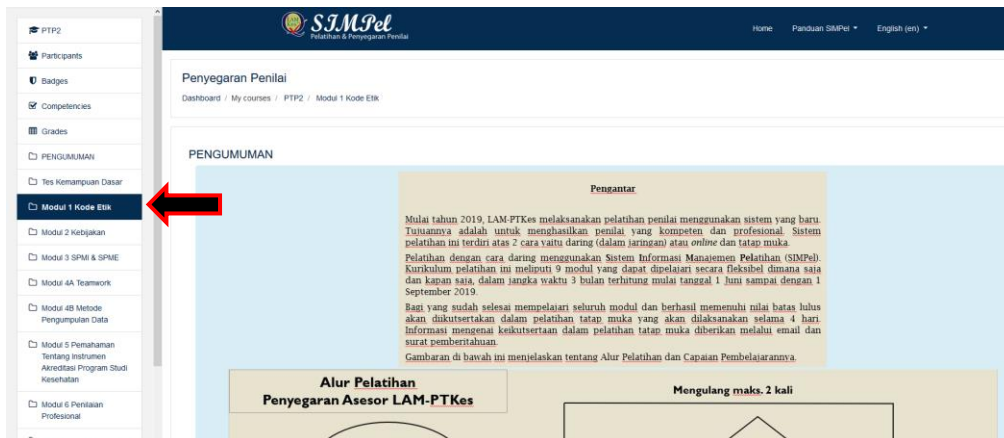 SIMPel
Pelatihan & Penyegaran Penilai
Home
Panduan SIMPel
English (en)
PTP2
Participants
Badges
Competencies
Grades
PENGUMUMAN
Tes Kemampuan Dasar
Modul 1 Kode Etik
Modul 2 Kebijakan
Modul 3 SPMI & SPME
Modul 4A Teamwork
Modul 4B Metode
Pengumpulan Data
Modul 5 Pemahaman
Tentang Instrumen
Akreditasi Program Studi
Kesehatan
Modul 6 Penilaian
Profesional
Penyegaran Penilai
Dashboard / My courses / PTP2 / Modul 1 Kode Etik
PENGUMUMAN
Pengantar
Mulai tahun 2019, LAM-PTKes melaksanakan pelatihan penilai menggunakan sistem yang baru.
Tujuannya adalah untuk menghasilkan penilai yang kompeten dan profesional. Sistem
pelatihan ini terdiri atas 2 cara yaitu daring (dalam jaringan) atau online dan tatap muka.
Pelatihan dengan cara daring menggunakan Sistem Informasi Manajemen Pelatihan (SIMPel).
Kurikulum pelatihan ini meliputi 9 modul yang dapat dipelajari secara fleksibel dimana saja
dan kapan saja, dalam jangka waktu 3 bulan terhitung mulai tanggal 1 Juni sampai dengan 1
September 2019.
Bagi yang sudah selesai mempelajari seluruh modul dan berhasil memenuhi nilai batas lulus
akan diikutsertakan dalam pelatihan tatap muka yang akan dilaksanakan selama 4 hari.
Informasi mengenai keikutsertaan dalam pelatihan tatap muka diberikan melalui email dan
surat pemberitahuan.
Gambaran di bawah ini menjelaskan tentang Alur Pelatihan dan Capaian Pembelajarannya.
Alur Pelatihan
Penyegaran Asesor LAM-PTKes
Mengulang maks. 2 kali